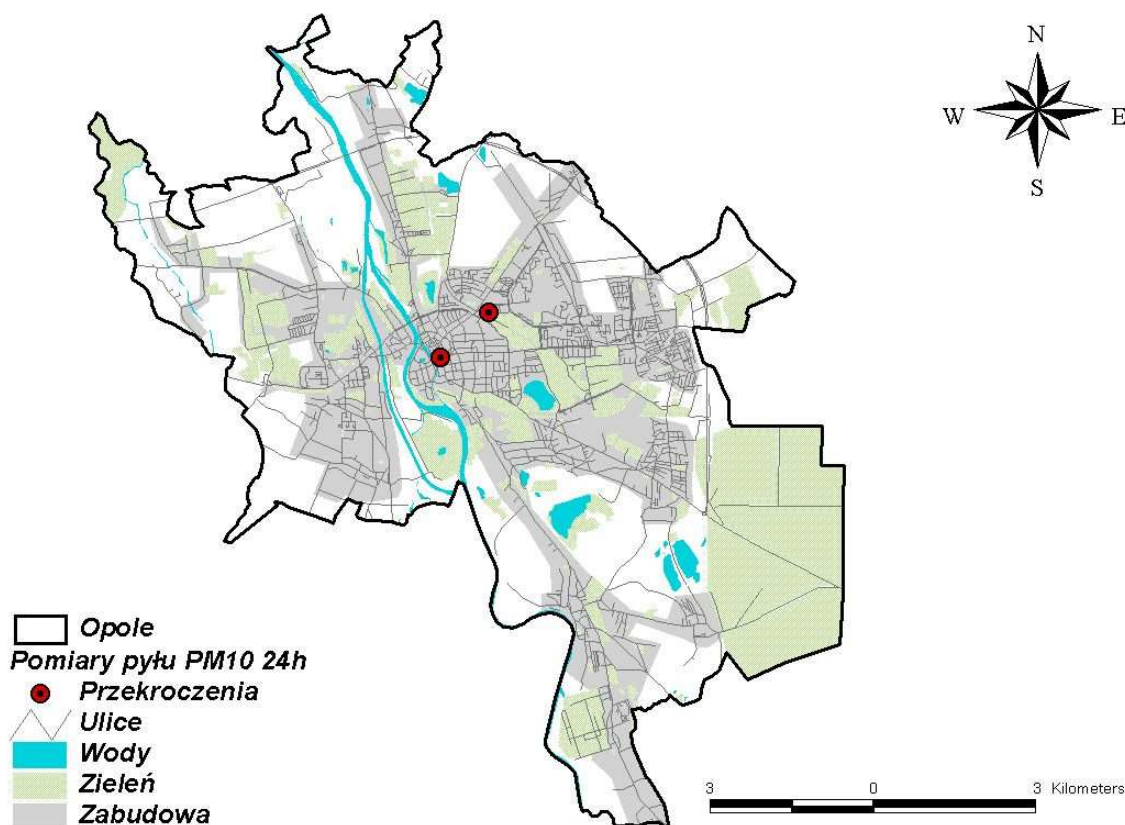 N
W E
S
Opole
Pomiary pyłu PM10 24h
Przekroczenia
Ulice
Wody
Zieleń
Zabudowa
3 0 3 Kilometers